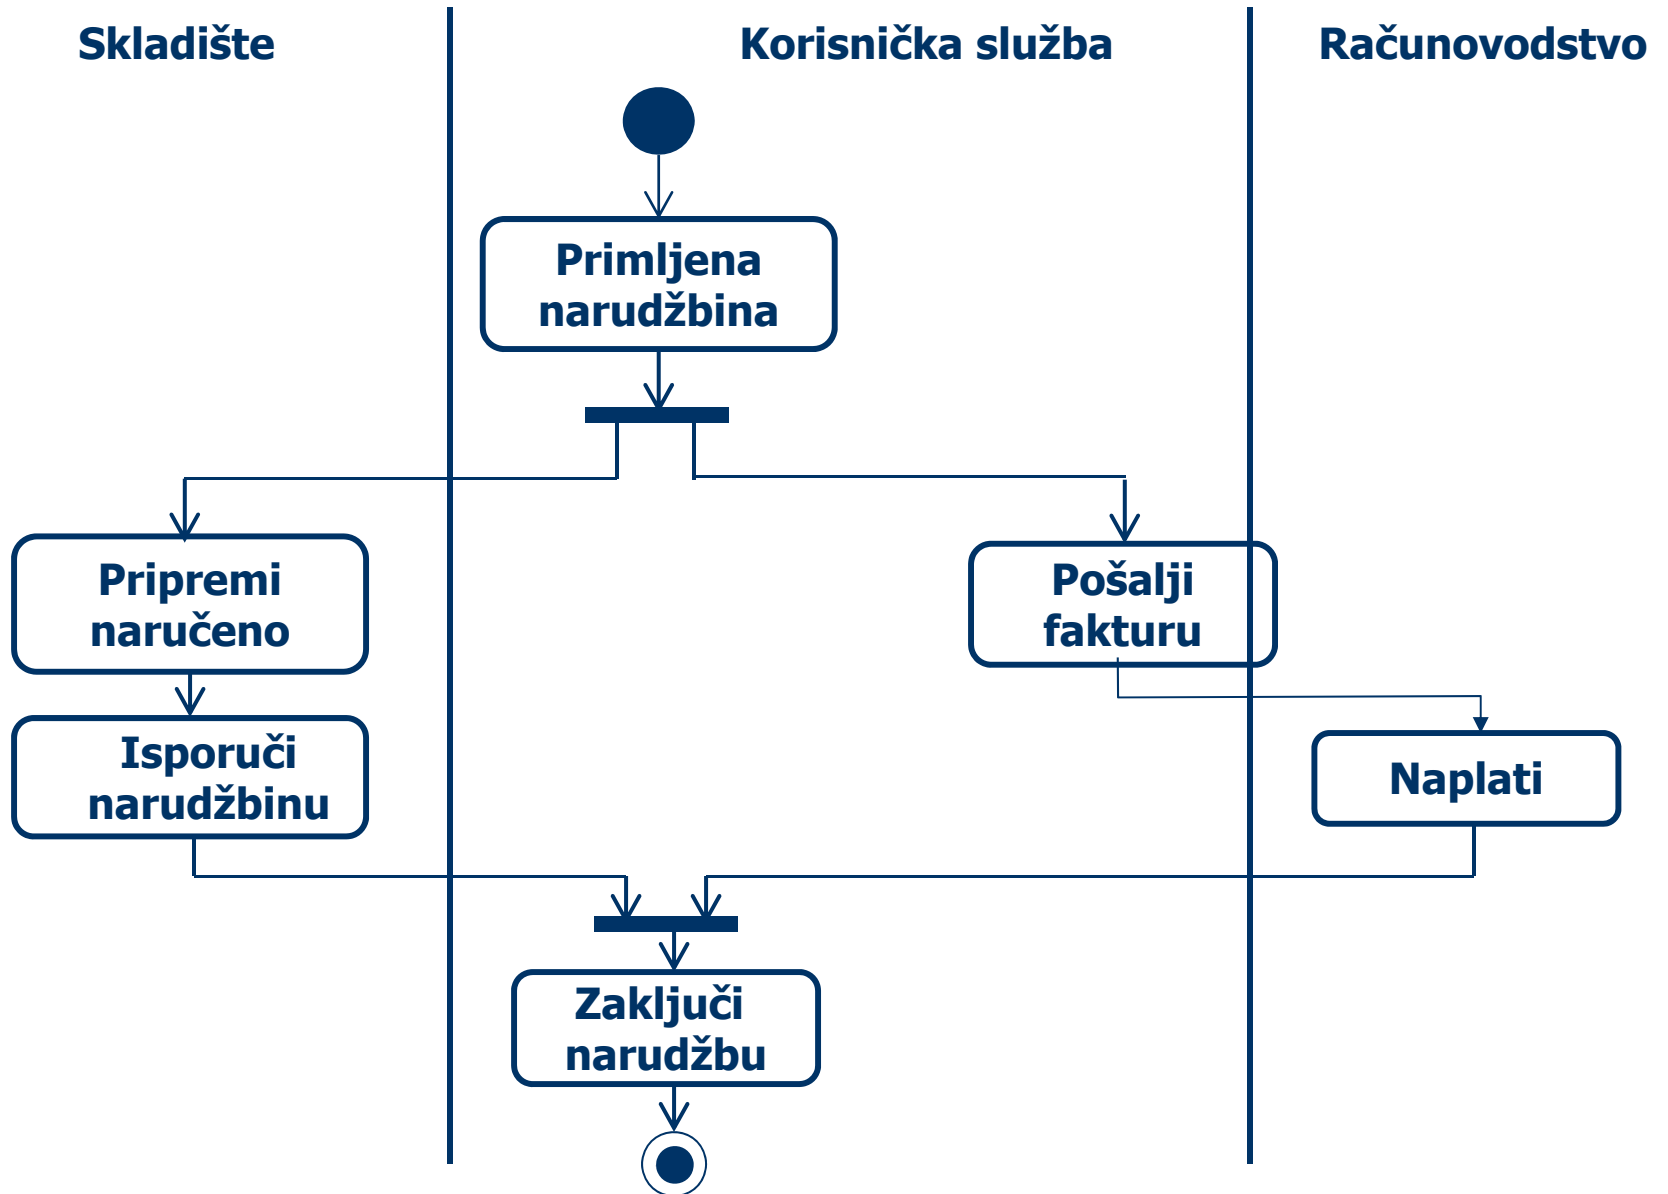 Skladište
Korisnička služba
Računovodstvo
Primljena
narudžbina
Pripremi
naručeno
Pošalji
fakturu
Isporuči
narudžbinu
Naplati
Zaključi
narudžbu